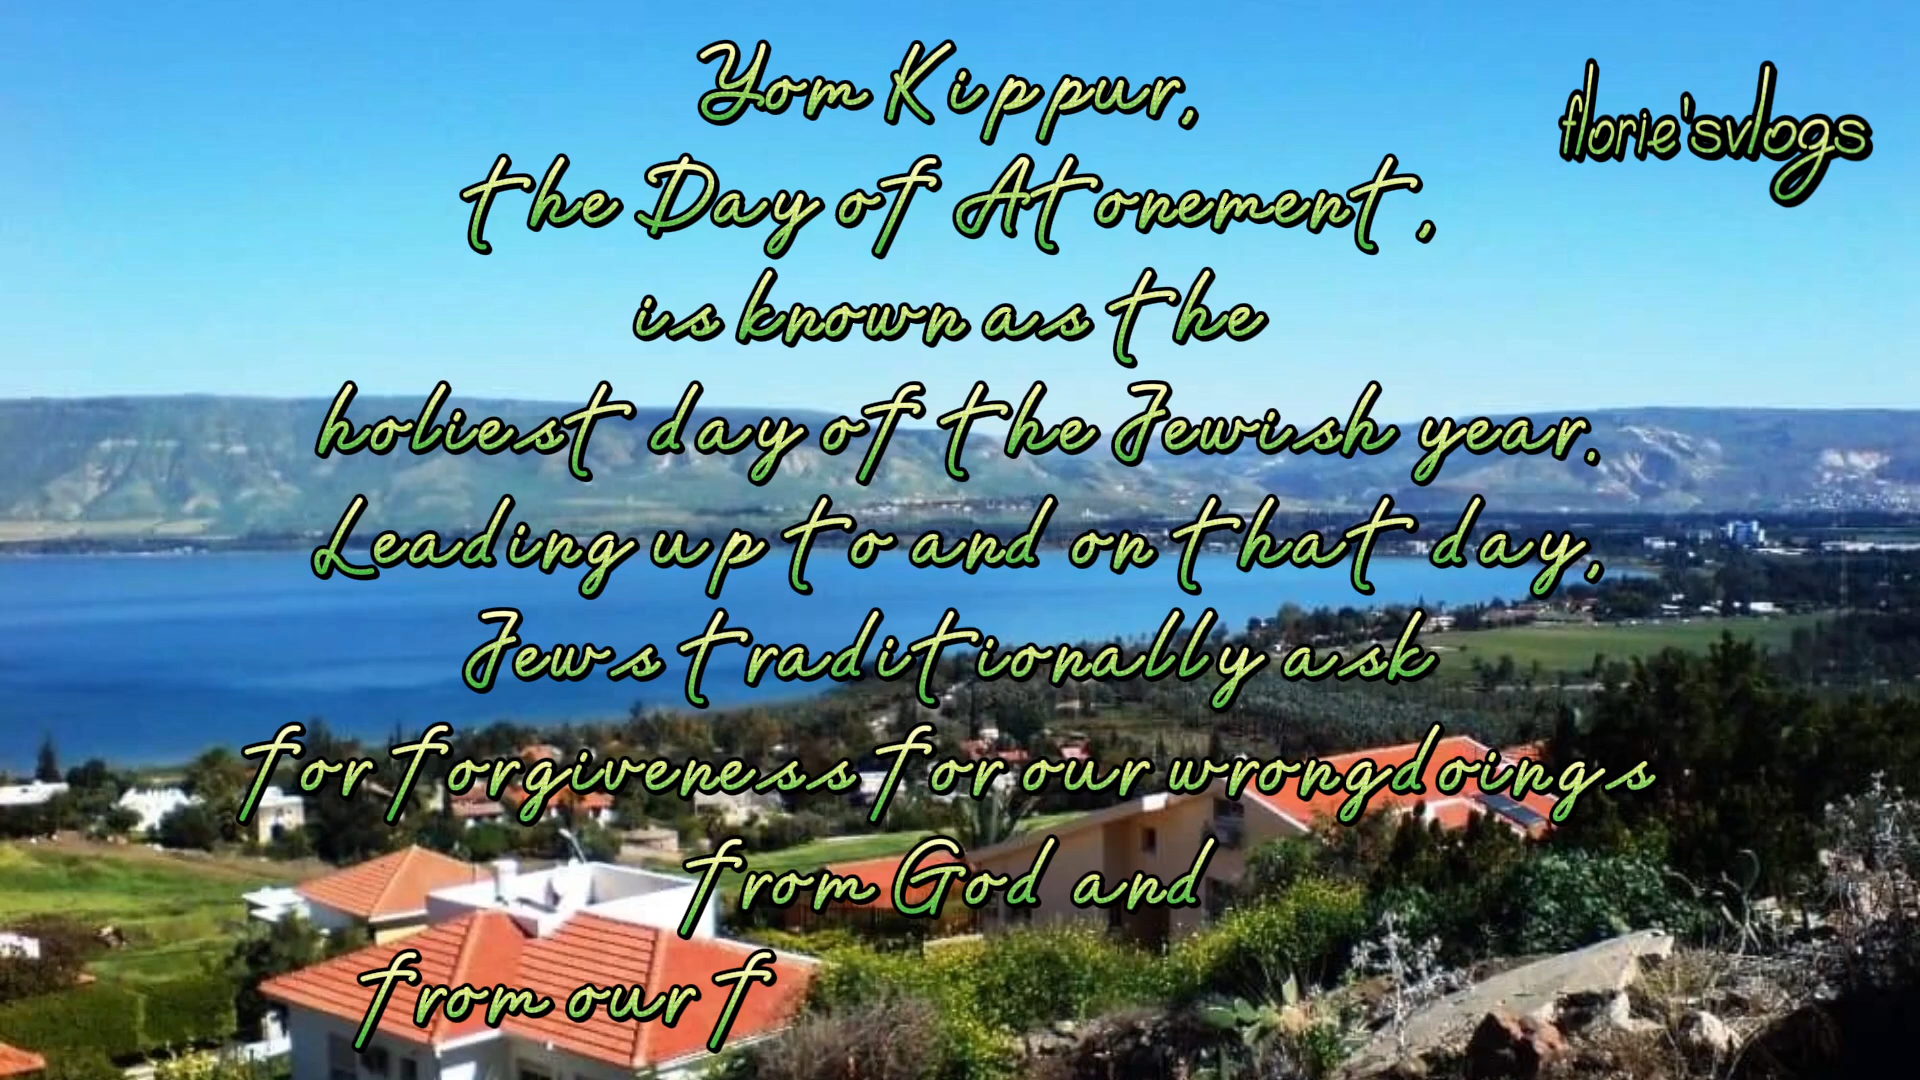 Yom Kippur,
florie'svlogs
the Day of Atonement,
is known as the
holiest day of the Jewish year.
Leading up to and on that day,
Jews traditionally ask
for forgiveness for our wrongdoings
from God and
from our f